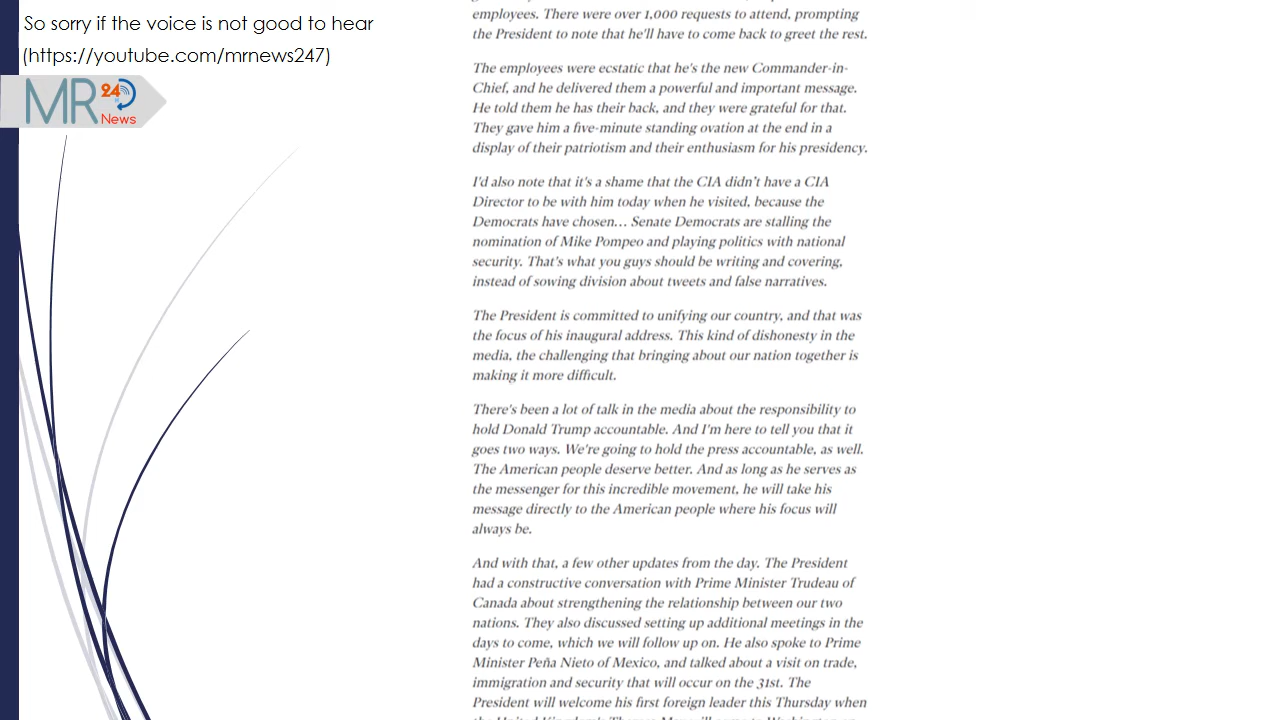 So sorry if the voice is not good to hear
(https://youtube.com/mrnews247)
MR 24
News
employees. There were over 1,000 requests to attend, prompting
the President to note that he'll have to come back to greet the rest.
The employees were ecstatic that he's the new Commander-in-
Chief, and he delivered them a powerful and important message.
He told them he has their back, and they were grateful for that.
They gave him a five-minute standing ovation at the end in a
display of their patriotism and their enthusiasm for his presidency.
I'd also note that it's a shame that the CIA didn't have a CIA
Director to be with him today when he visited, because the
Democrats have chosen… Senate Democrats are stalling the
nomination of Mike Pompeo and playing politics with national
security. That's what you guys should be writing and covering,
instead of sowing division about tweets and false narratives.
The President is committed to unifying our country, and that was
the focus of his inaugural address. This kind of dishonesty in the
media, the challenging that bringing about our nation together is
making it more difficult.
There's been a lot of talk in the media about the responsibility to
hold Donald Trump accountable. And I'm here to tell you that it
goes two ways. We're going to hold the press accountable, as well.
The American people deserve better. And as long as he serves as
the messenger for this incredible movement, he will take his
message directly to the American people where his focus will
always be.
And with that, a few other updates from the day. The President
had a constructive conversation with Prime Minister Trudeau of
Canada about strengthening the relationship between our two
nations. They also discussed setting up additional meetings in the
days to come, which we will follow up on. He also spoke to Prime
Minister Peña Nieto of Mexico, and talked about a visit on trade,
immigration and security that will occur on the 31st. The
President will welcome his first foreign leader this Thursday when